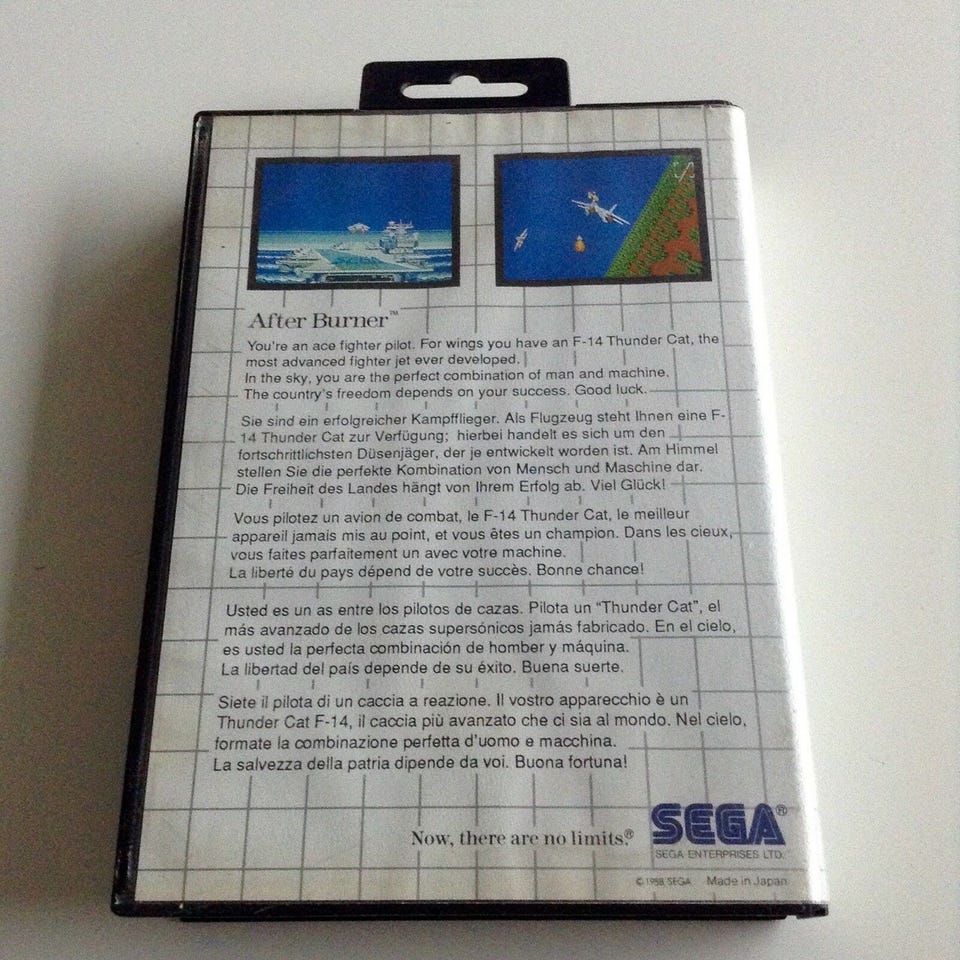 After Burner™
You're an ace fighter pilot. For wings you have an F-14 Thunder Cat, the
most advanced fighter jet ever developed.
In the sky, you are the perfect combination of man and machine.
The country's freedom depends on your success. Good luck.
Sie sind ein erfolgreicher Kampfflieger. Als Flugzeug steht Ihnen eine F-
14 Thunder Cat zur Verfügung; hierbei handelt es sich um den
fortschrittlichsten Düsenjäger, der je entwickelt worden ist. Am Himmel
stellen Sie die perfekte Kombination von Mensch und Maschine dar.
Die Freiheit des Landes hängt von Ihrem Erfolg ab. Viel Glück!
Vous pilotez un avion de combat, le F-14 Thunder Cat, le meilleur
appareil jamais mis au point, et vous êtes un champion. Dans les cieux,
vous faites parfaitement un avec votre machine.
La liberté du pays dépend de votre succès. Bonne chance!
Usted es un as entre los pilotos de cazas. Pilota un "Thunder Cat", el
más avanzado de los cazas supersónicos jamás fabricado. En el cielo,
es usted la perfecta combinación de homber y máquina.
La libertad del país depende de su éxito. Buena suerte.
Siete il pilota di un caccia a reazione. Il vostro apparecchio è un
Thunder Cat F-14, il caccia più avanzato che ci sia al mondo. Nel cielo,
formate la combinazione perfetta d'uomo e macchina.
La salvezza della patria dipende da voi. Buona fortuna!
Now, there are no limits.®
SEGA®
SEGA ENTERPRISES LTD.
©1988 SEGA Made in Japan